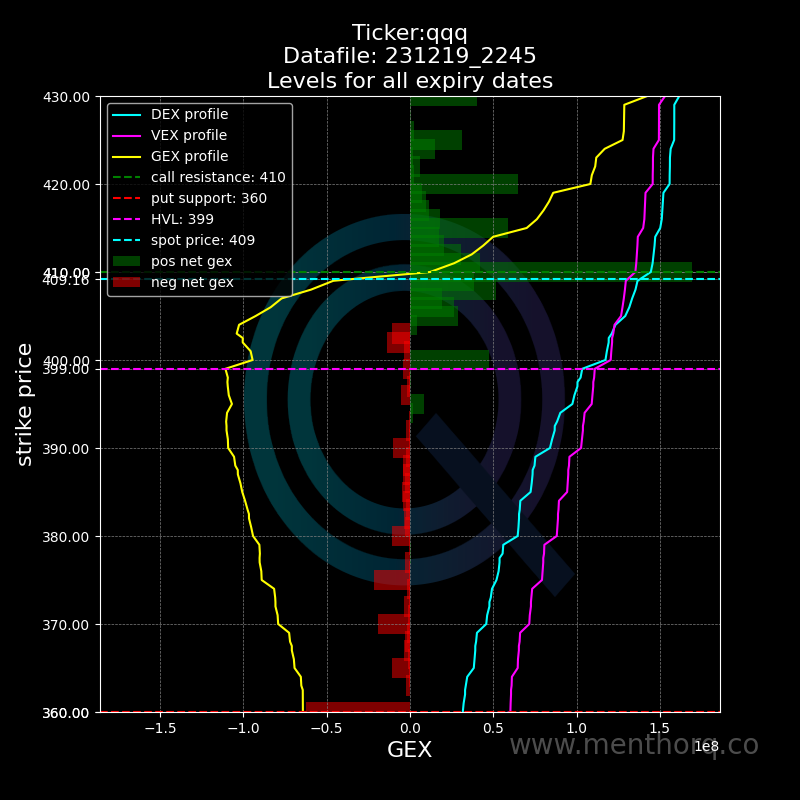 Ticker:qqq
Datafile: 231219_2245
Levels for all expiry dates
430.00
420.00
410.00
409.18
400.00
399.00
390.00
380.00
370.00
360.00
strike price
DEX profile
VEX profile
GEX profile
call resistance: 410
put support: 360
HVL: 399
spot price: 409
pos net gex
neg net gex
−1.5 −1.0 −0.5 0.0 0.5 1.0 1.5
1e8
GEX
www.menthorq.co